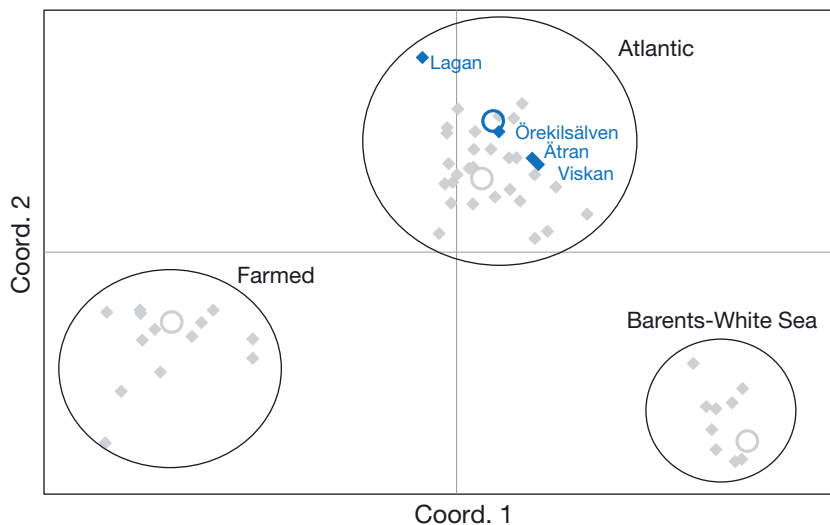 Atlantic
Lagan
Örekilsälven
Ätran
Viskan
Coord. 2
Farmed
Barents-White Sea
Coord. 1